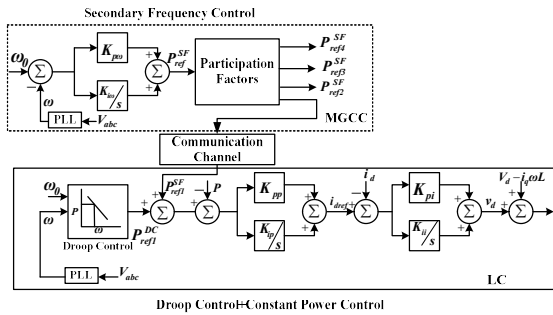 Secondary Frequency Control
ω0
Σ
−
ω
PLL
Vabc
Kpω
Kiω/s
+
+
Σ
P_ref^SF
Participation Factors
P_ref4^SF
P_ref3^SF
P_ref2^SF
MGCC
Communication Channel
ω0
ω
P
ω
Droop Control
PLL
Vabc
P_ref1^DC
P_ref1^SF
+
+
Σ
P
−
+
Σ
Kpp
Kip/s
+
+
Σ
idref
id
−
+
Σ
Kpi
Kii/s
+
+
Σ
vd
Vd−iqωL
+
+
Σ
LC
Droop Control+Constant Power Control